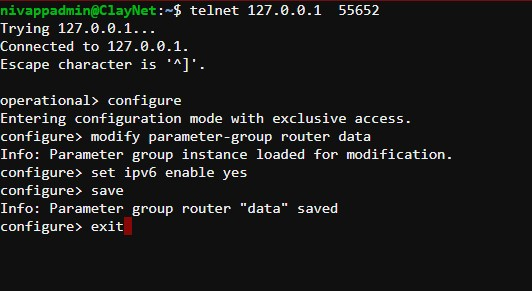 nivappadmin@ClayNet:~$ telnet 127.0.0.1  55652
Trying 127.0.0.1...
Connected to 127.0.0.1.
Escape character is '^]'.
operational> configure
Entering configuration mode with exclusive access.
configure> modify parameter-group router data
Info: Parameter group instance loaded for modification.
configure> set ipv6 enable yes
configure> save
Info: Parameter group router "data" saved
configure> exit